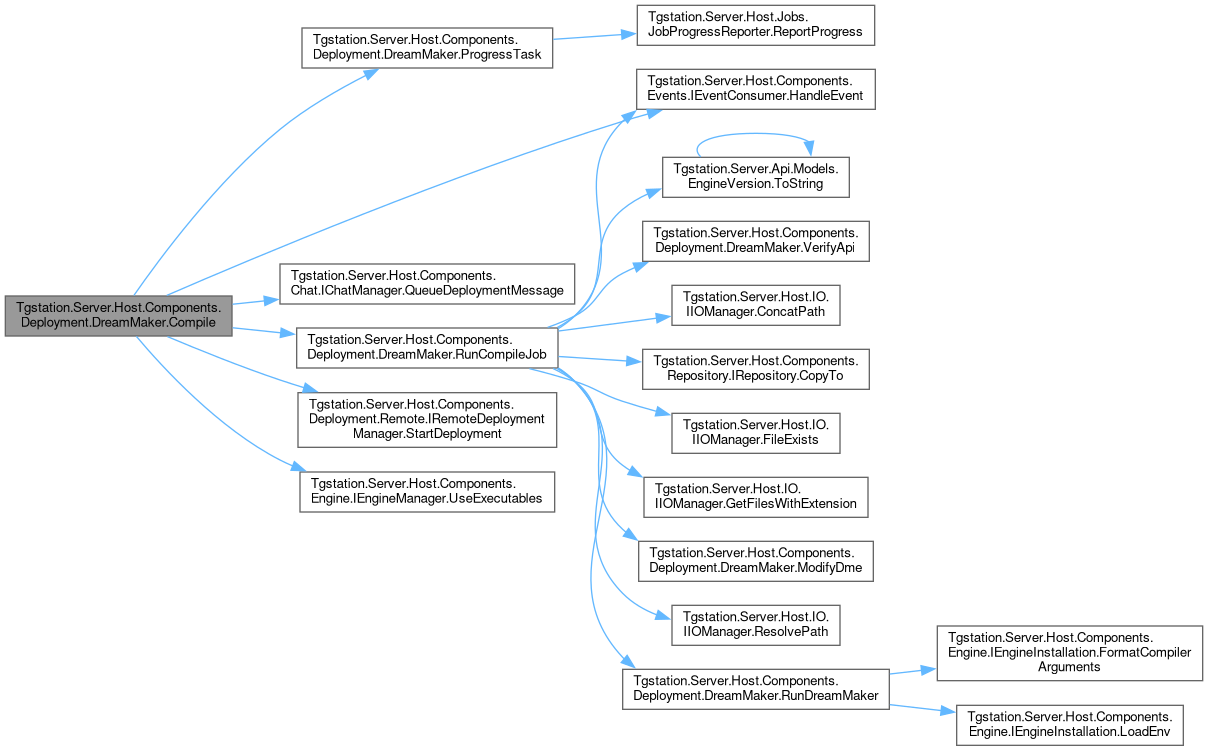 Tgstation.Server.Host.Jobs.
JobProgressReporter.ReportProgress
Tgstation.Server.Host.Components.
Deployment.DreamMaker.ProgressTask
Tgstation.Server.Host.Components.
Events.IEventConsumer.HandleEvent
Tgstation.Server.Api.Models.
EngineVersion.ToString
Tgstation.Server.Host.Components.
Deployment.DreamMaker.VerifyApi
Tgstation.Server.Host.Components.
Chat.IChatManager.QueueDeploymentMessage
Tgstation.Server.Host.IO.
IIOManager.ConcatPath
Tgstation.Server.Host.Components.
Deployment.DreamMaker.Compile
Tgstation.Server.Host.Components.
Deployment.DreamMaker.RunCompileJob
Tgstation.Server.Host.Components.
Repository.IRepository.CopyTo
Tgstation.Server.Host.Components.
Deployment.Remote.IRemoteDeployment
Manager.StartDeployment
Tgstation.Server.Host.IO.
IIOManager.FileExists
Tgstation.Server.Host.Components.
Engine.IEngineManager.UseExecutables
Tgstation.Server.Host.IO.
IIOManager.GetFilesWithExtension
Tgstation.Server.Host.Components.
Deployment.DreamMaker.ModifyDme
Tgstation.Server.Host.IO.
IIOManager.ResolvePath
Tgstation.Server.Host.Components.
Deployment.DreamMaker.RunDreamMaker
Tgstation.Server.Host.Components.
Engine.IEngineInstallation.FormatCompiler
Arguments
Tgstation.Server.Host.Components.
Engine.IEngineInstallation.LoadEnv